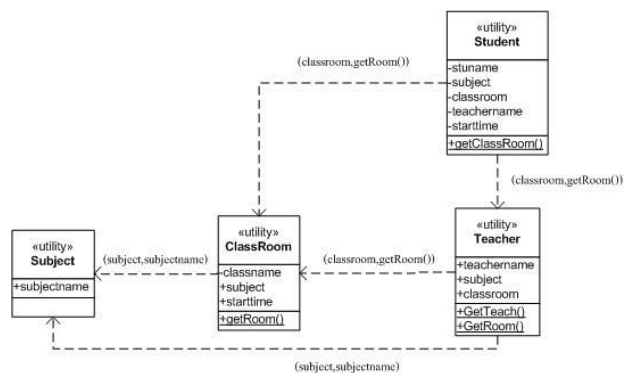 «utility»
Student
-stuname
-subject
-classroom
-teachername
-starttime
+getClassRoom()
(classroom,getRoom())
(classroom,getRoom())
«utility»
Subject
+subjectname
(subject,subjectname)
«utility»
ClassRoom
-classname
+subject
+starttime
+getRoom()
(classroom,getRoom())
«utility»
Teacher
+teachername
+subject
+classroom
+GetTeach()
+GetRoom()
(subject,subjectname)